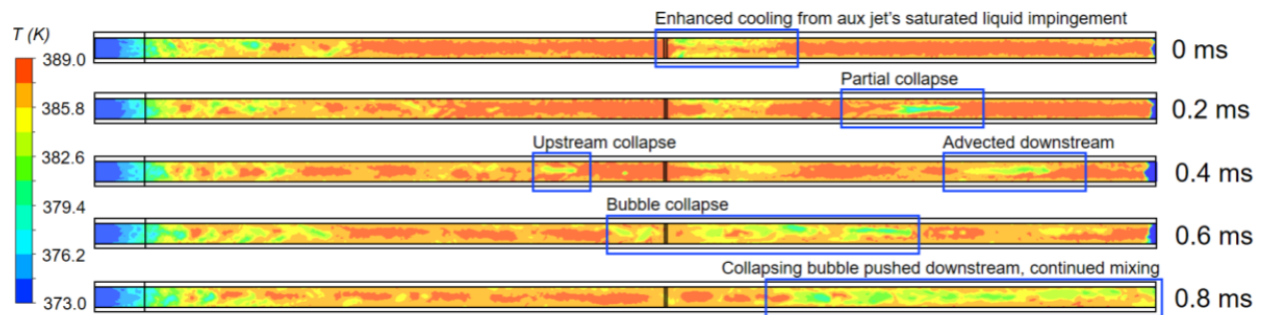 Enhanced cooling from aux jet's saturated liquid impingement
T (K)
389.0
385.8
382.6
379.4
376.2
373.0
0 ms
Partial collapse
0.2 ms
Upstream collapse
Advected downstream
0.4 ms
Bubble collapse
0.6 ms
Collapsing bubble pushed downstream, continued mixing
0.8 ms